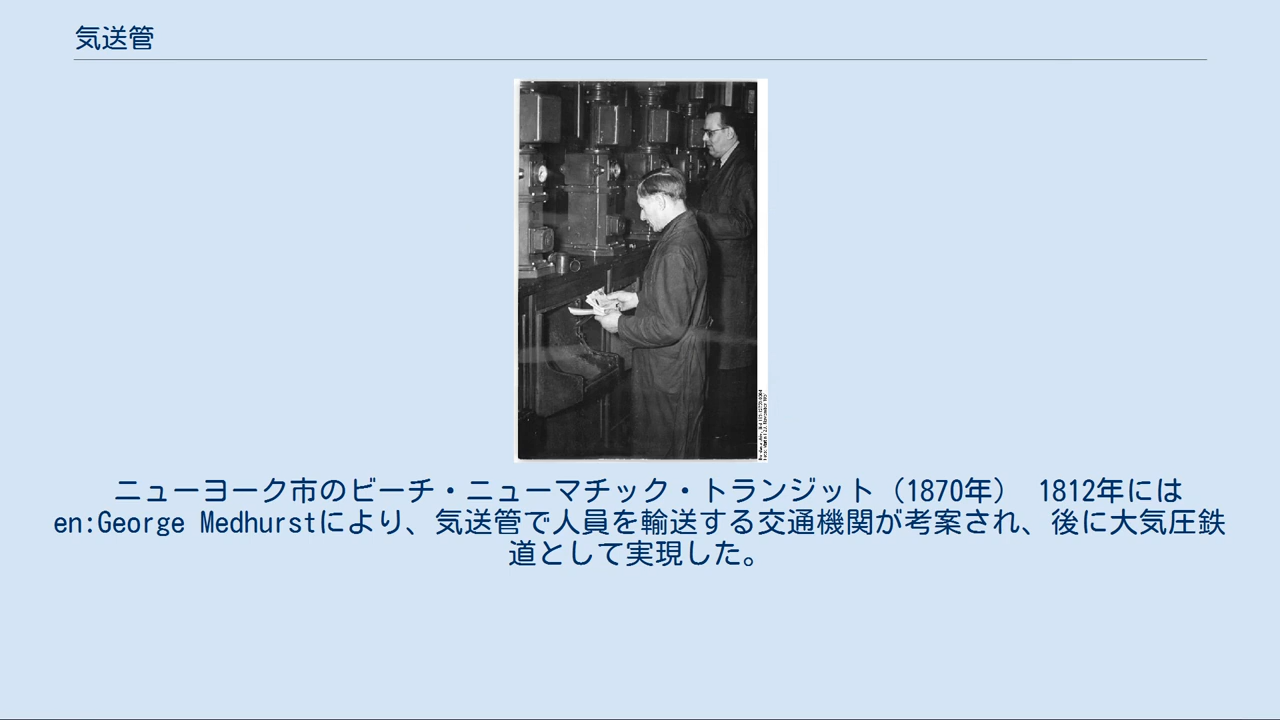 気送管
ニューヨーク市のビーチ・ニューマチック・トランジット（1870年） 1812年には
en:George Medhurstにより、気送管で人員を輸送する交通機関が考案され、後に大気圧鉄
道として実現した。